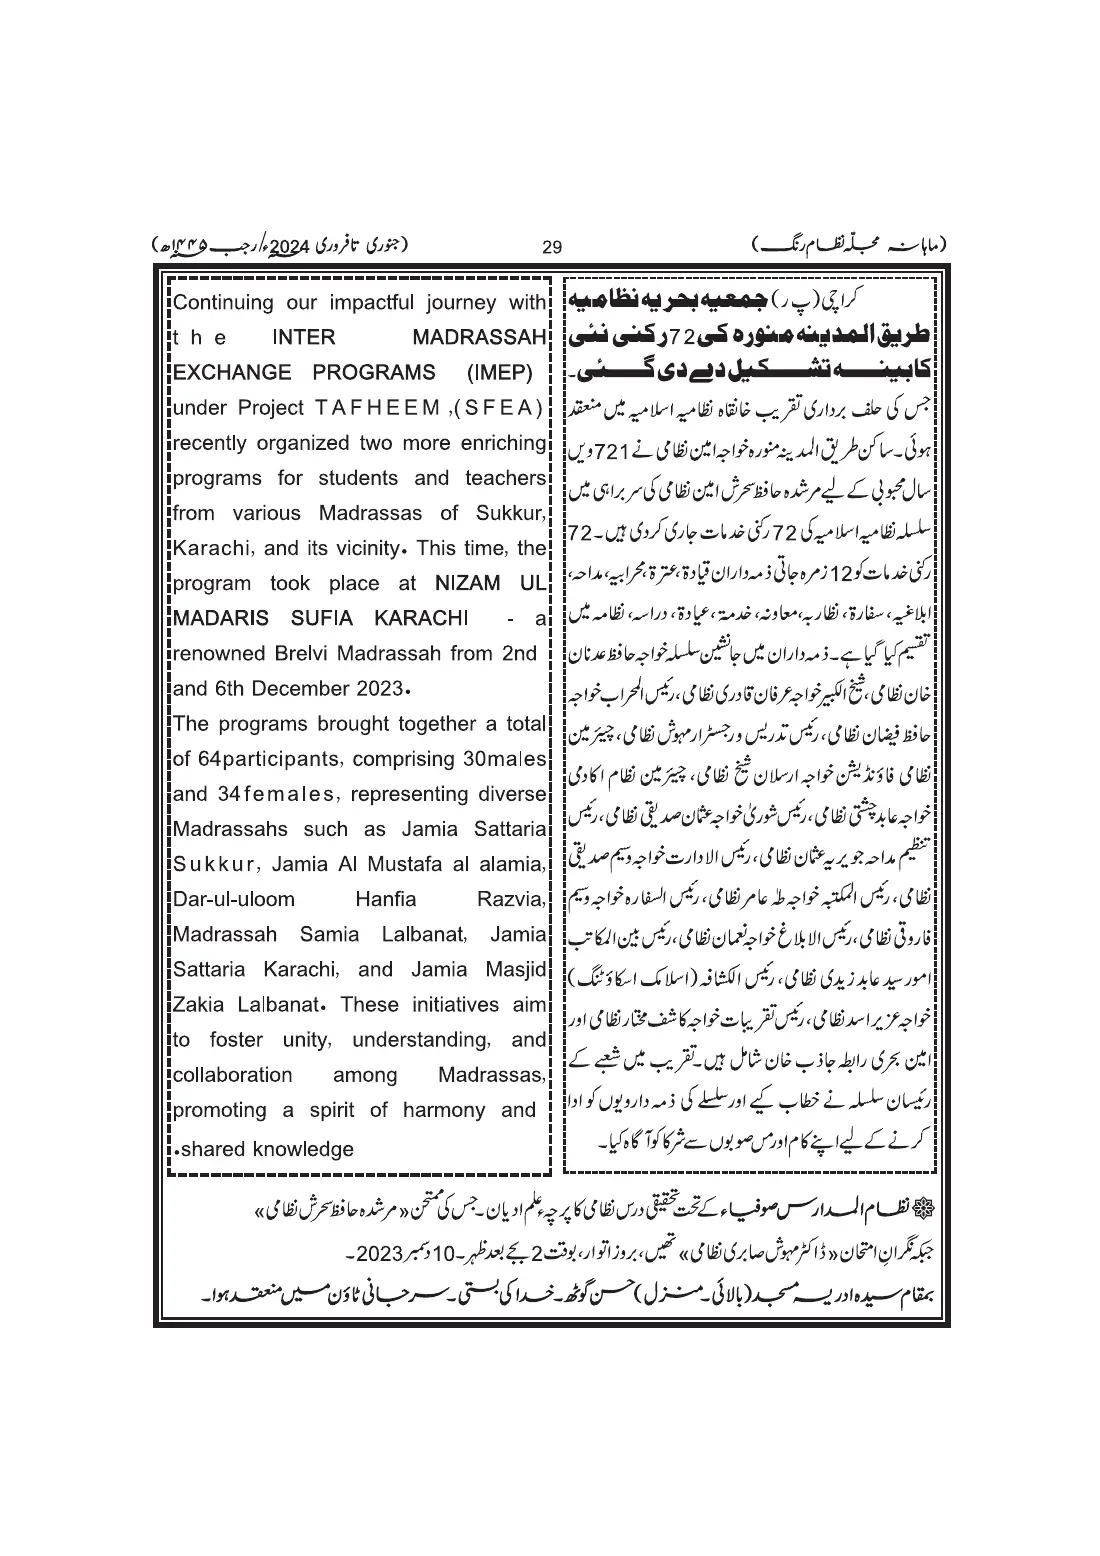 (ماہانہ مجلّہ نظام رنگ)
29
(جنوری تا فروری 2024ء/رجب ۱۴۴۵ھ)
کراچی (پ ر) جمعیہ بحریہ نظامیہ
طریق المدینہ منورہ کی 72 رکنی نئی
کابینہ تشکیل دے دی گئی۔
جس کی حلف برداری تقریب خانقاہ نظامیہ اسلامیہ میں منعقد
ہوئی۔ ساکن طریق المدینہ منورہ خواجہ امین نظامی نے 721 ویں
سال محبوبی کے لیے مرشدہ حافظ سحرش امین نظامی کی سربراہی میں
سلسلہ نظامیہ اسلامیہ کی 72 رکنی خدمات جاری کردی ہیں۔ 72
رکنی خدمات کو 12 زمرہ جاتی ذمہ داران قیادۃ، عترۃ، محرابیہ، مداحہ،
ابلاغیہ، سفارۃ، نظاربہ، معاونہ، خدمۃ، عیادۃ، دراسہ، نظامہ میں
تقسیم کیا گیا ہے۔ ذمہ داران میں جانشین سلسلہ خواجہ حافظ عدنان
خان نظامی، شیخ الکبیر خواجہ عرفان قادری نظامی، رئیس المحراب خواجہ
حافظ فیضان نظامی، رئیس تدریس و رجسٹرار مہوش نظامی، چیئرمین
نظامی فاؤنڈیشن خواجہ ارسلان شیخ نظامی، چیئرمین نظام اکادمی
خواجہ عابد چشتی نظامی، رئیس شوریٰ خواجہ عثمان صدیقی نظامی، رئیس
تنظیم مداحہ جویریہ عثمان نظامی، رئیس الادارت خواجہ وسیم صدیقی
نظامی، رئیس المکتبہ خواجہ طہٰ عامر نظامی، رئیس السفارہ خواجہ وسیم
فاروقی نظامی، رئیس الابلاغ خواجہ نعمان نظامی، رئیس بین المکاتب
امور سید عابد زیدی نظامی، رئیس الکشافہ (اسلامک اسکاؤٹنگ)
خواجہ عزیر اسد نظامی، رئیس تقریبات خواجہ کاشف مختار نظامی اور
امین بحری رابطہ جاذب خان شامل ہیں۔ تقریب میں شعبے کے
رئیسان سلسلہ نے خطاب کیے اور سلسلے کی ذمہ داریوں کو ادا
کرنے کے لیے اپنے کام اور منصوبوں سے شرکا کو آگاہ کیا۔
Continuing our impactful journey with
the INTER MADRASSAH
EXCHANGE PROGRAMS (IMEP)
under Project TAFHEEM ,(SFEA)
recently organized two more enriching
programs for students and teachers
from various Madrassas of Sukkur,
Karachi, and its vicinity. This time, the
program took place at NIZAM UL
MADARIS SUFIA KARACHI - a
renowned Brelvi Madrassah from 2nd
and 6th December 2023.
The programs brought together a total
of 64participants, comprising 30males
and 34females, representing diverse
Madrassahs such as Jamia Sattaria
Sukkur, Jamia Al Mustafa al alamia,
Dar-ul-uloom Hanfia Razvia,
Madrassah Samia Lalbanat, Jamia
Sattaria Karachi, and Jamia Masjid
Zakia Lalbanat. These initiatives aim
to foster unity, understanding, and
collaboration among Madrassas,
promoting a spirit of harmony and
.shared knowledge
نظام المدارس صوفیاء کے تحت تحقیقی درس نظامی کا پرچہء علم ادیان۔ جس کی ممتحن «مرشدہ حافظ سحرش نظامی»
جبکہ نگرانِ امتحان «ڈاکٹر مہوش صابری نظامی» تھیں، بروز اتوار، بوقت 2 بجے بعد ظہر۔ 10 دسمبر 2023۔
بمقام سیدہ ادریسہ مسجد (بالائی۔ منزل) حسن گوٹھ۔ خدا کی بستی۔ سرجانی ٹاؤن میں منعقد ہوا۔